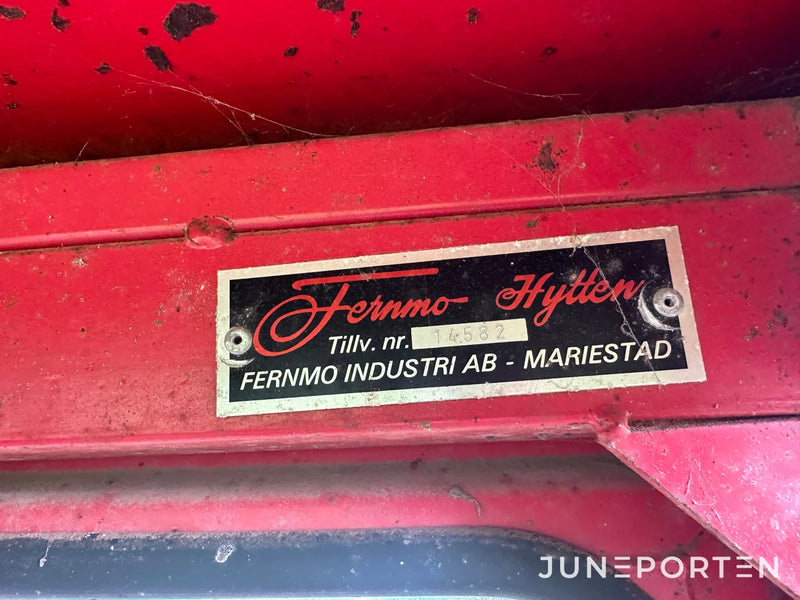 Fernmo Hytten
Tillv. nr. 14582
FERNMO INDUSTRI AB - MARIESTAD
JUNEPORTEN